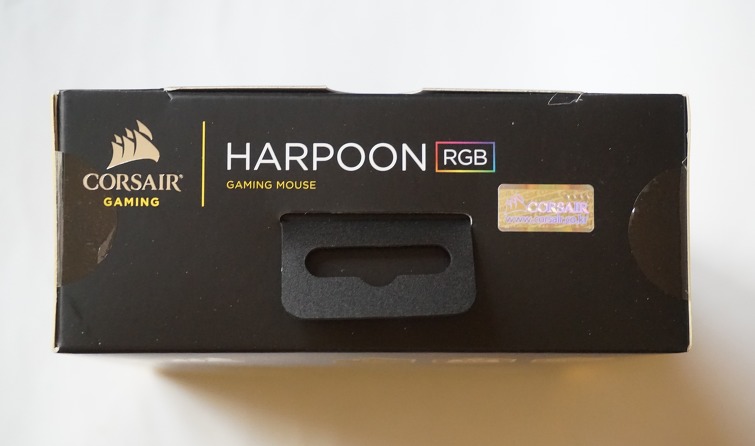 CORSAIR
GAMING
HARPOON RGB
GAMING MOUSE
CORSAIR